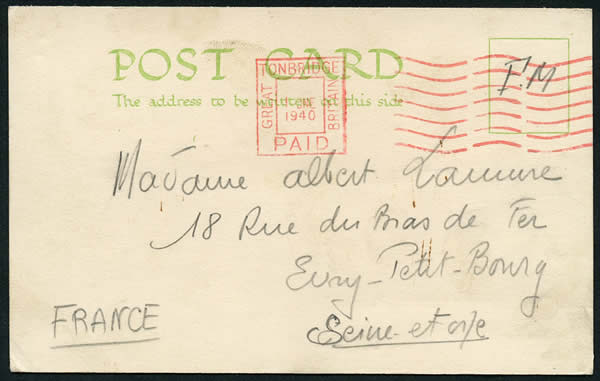 POST CARD
The address to be written on this side
TONBRIDGE
GREAT
BRITAIN
JN
1940
PAID
F.M
Madame albert Lamure
18 Rue du Bras de Fer
Evry-Petit-Bourg
FRANCE
Seine-et-oise